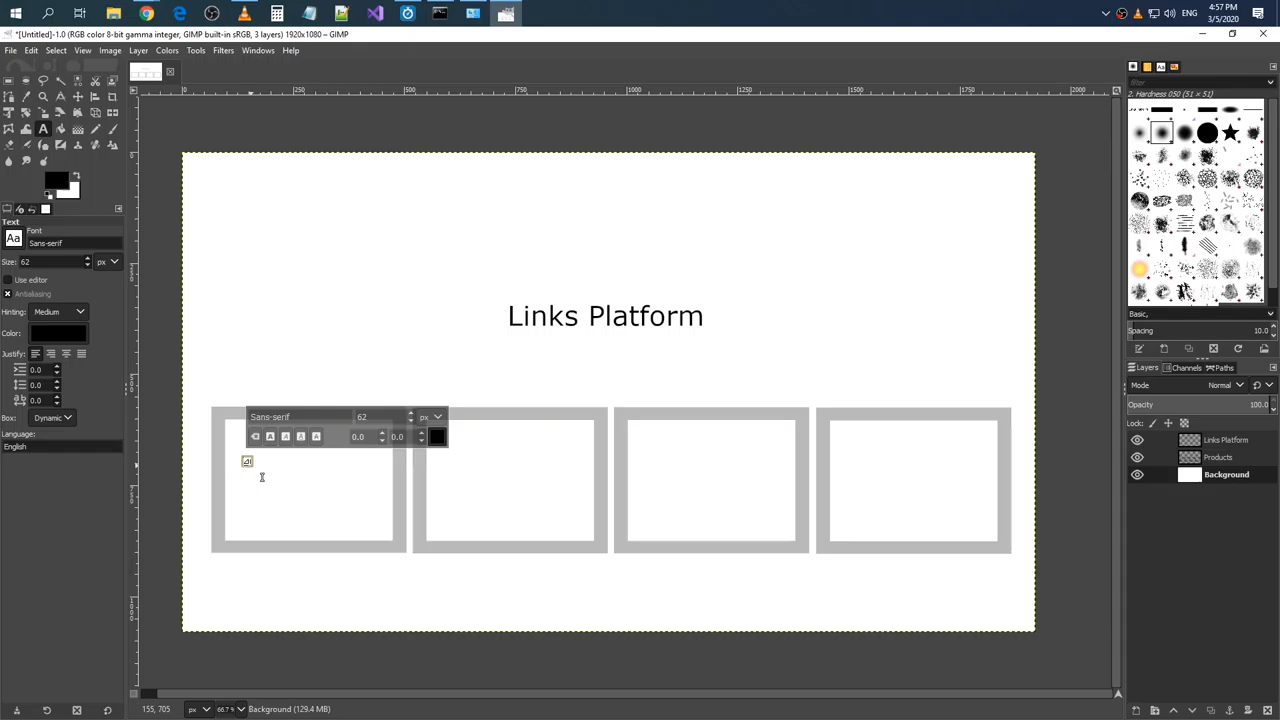 ENG
4:57 PM
3/5/2020
*[Untitled]-1.0 (RGB color 8-bit gamma integer, GIMP built-in sRGB, 3 layers) 1920x1080 – GIMP
File Edit Select View Image Layer Colors Tools Filters Windows Help
filter
2. Hardness 050 (51 × 51)
0 250 500 750 1000 1250 1500 1750 2000
Text
Font
Aa Sans-serif
Size: 62 px
Use editor
Antialiasing
Hinting: Medium
Color:
Justify:
0.0
0.0
0.0
Box: Dynamic
Language:
English
Links Platform
Sans-serif 62 px
0.0 0.0
Basic,
Spacing 10.0
Layers Channels Paths
Mode Normal
Opacity 100.0
Lock:
Links Platform
Products
Background
155, 705 px 66.7 % Background (129.4 MB)